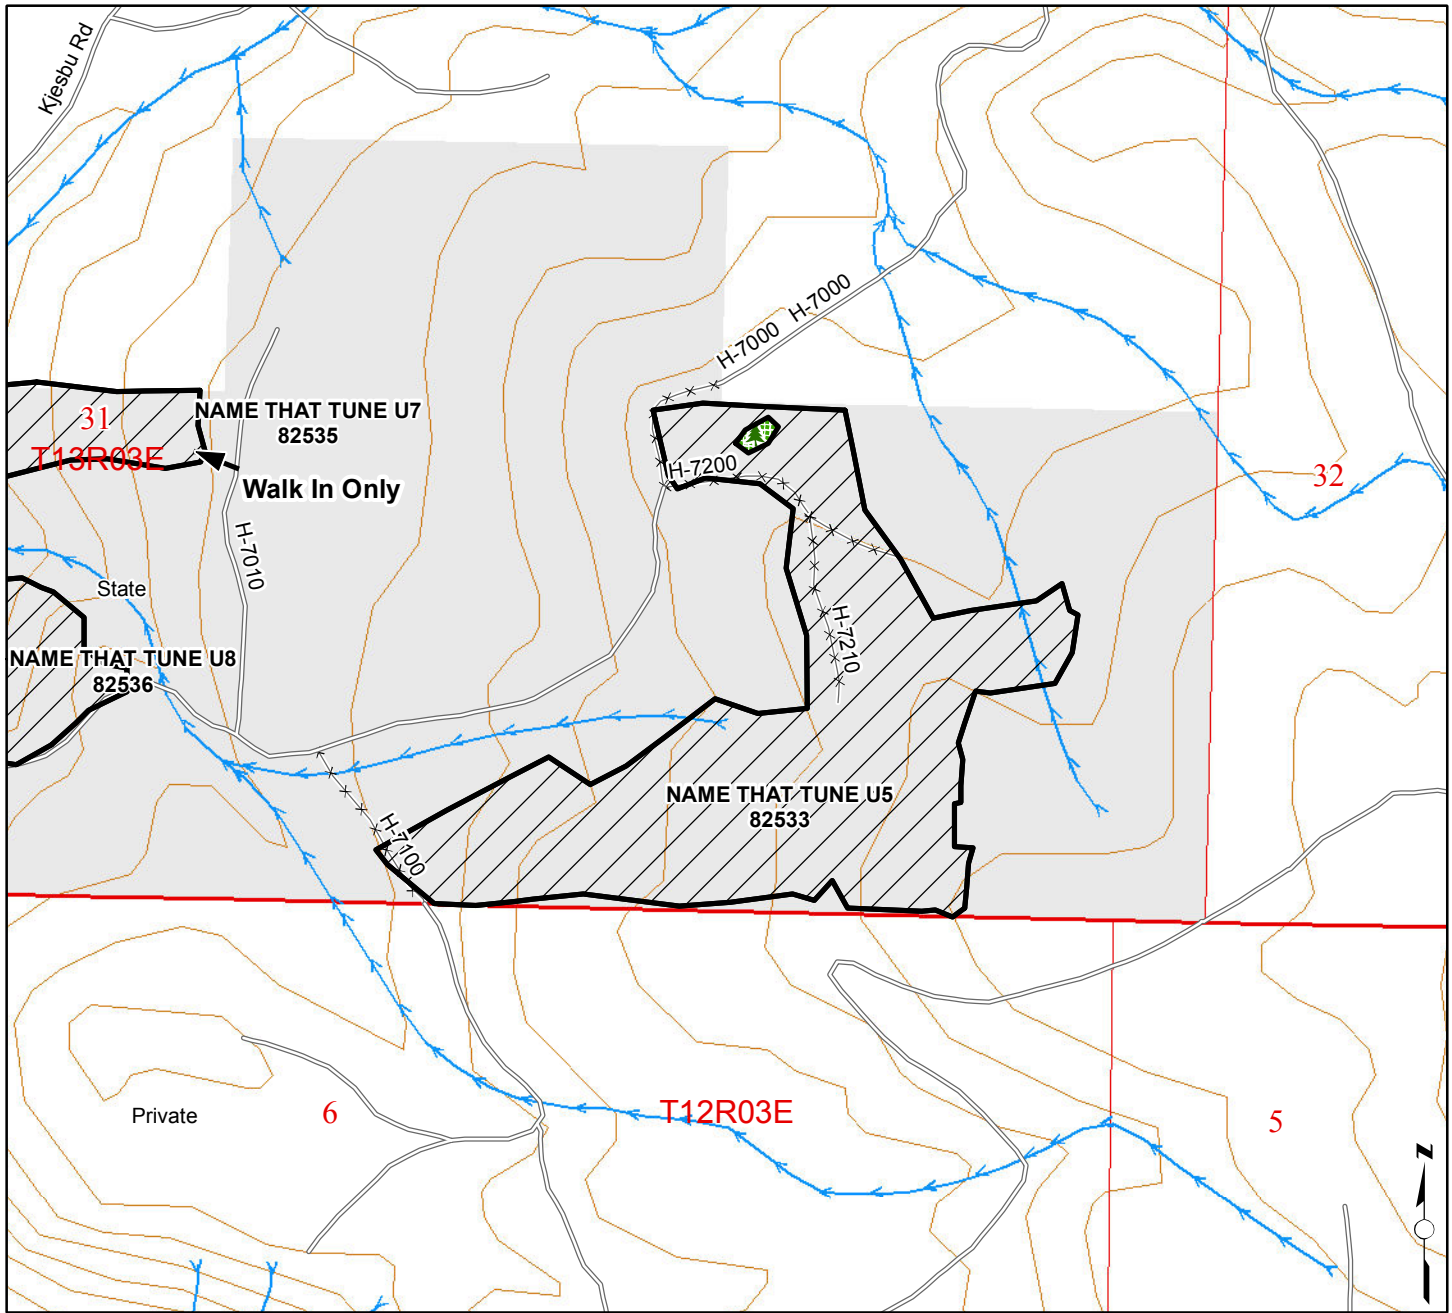 Kjesbu Rd
H-7000
H-7000
31
NAME THAT TUNE U7
82535
T13R03E
Walk In Only
H-7200
32
H-7010
State
H-7210
NAME THAT TUNE U8
82536
NAME THAT TUNE U5
82533
H-7100
Private
6
T12R03E
5
N